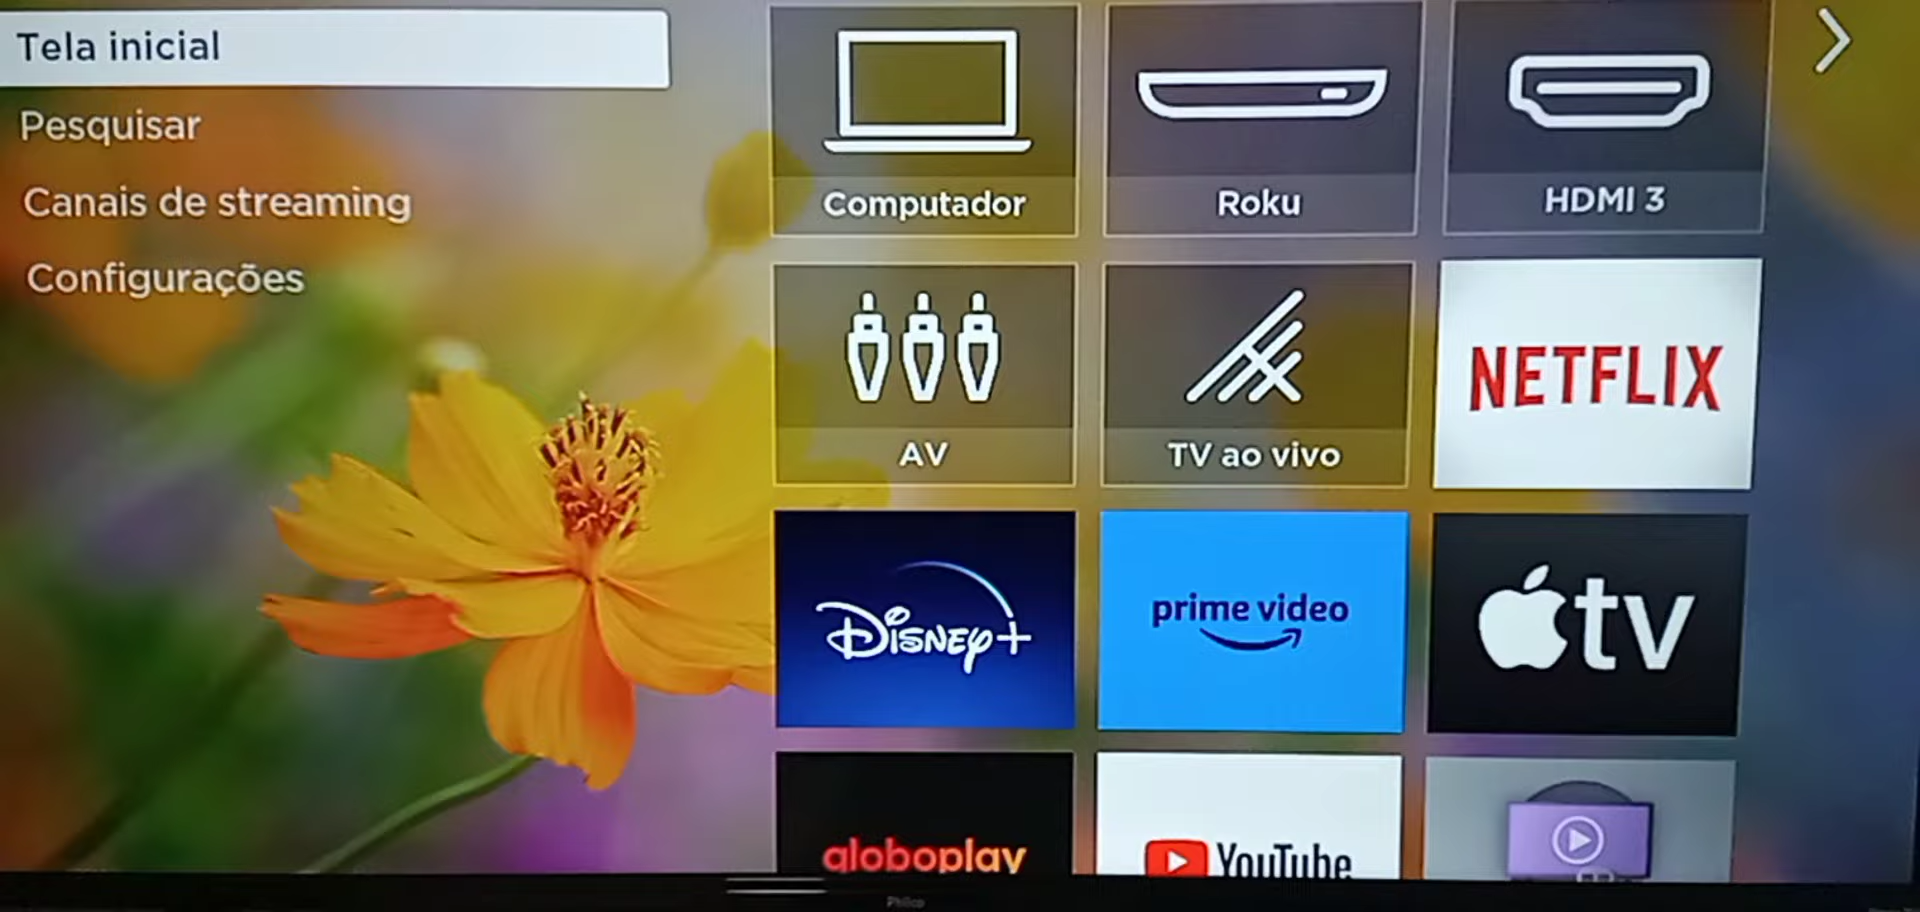 Tela inicial
Pesquisar
Canais de streaming
Configurações
Computador
Roku
HDMI 3
AV
TV ao vivo
NETFLIX
Disney+
prime video
tv
globoplay
YouTube
Philco